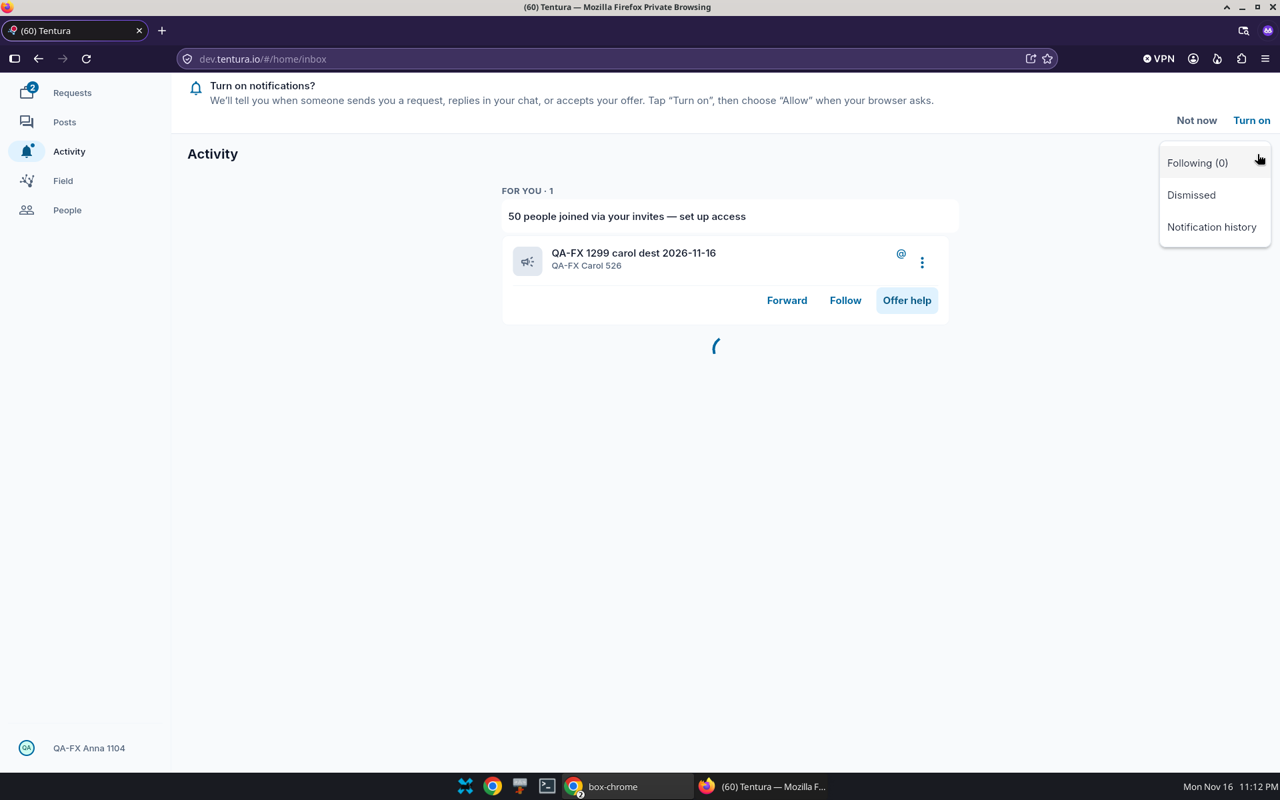 (60) Tentura — Mozilla Firefox Private Browsing
(60) Tentura
dev.tentura.io/#/home/inbox
VPN
2
Requests
Posts
Activity
Field
People
Turn on notifications?
We'll tell you when someone sends you a request, replies in your chat, or accepts your offer. Tap “Turn on”, then choose “Allow” when your browser asks.
Not now
Turn on
Activity
Following (0)
Dismissed
Notification history
FOR YOU · 1
50 people joined via your invites — set up access
QA-FX 1299 carol dest 2026-11-16
QA-FX Carol 526
@
Forward
Follow
Offer help
QA
QA-FX Anna 1104
2
box-chrome
(60) Tentura — Mozilla F...
Mon Nov 16
11:12 PM